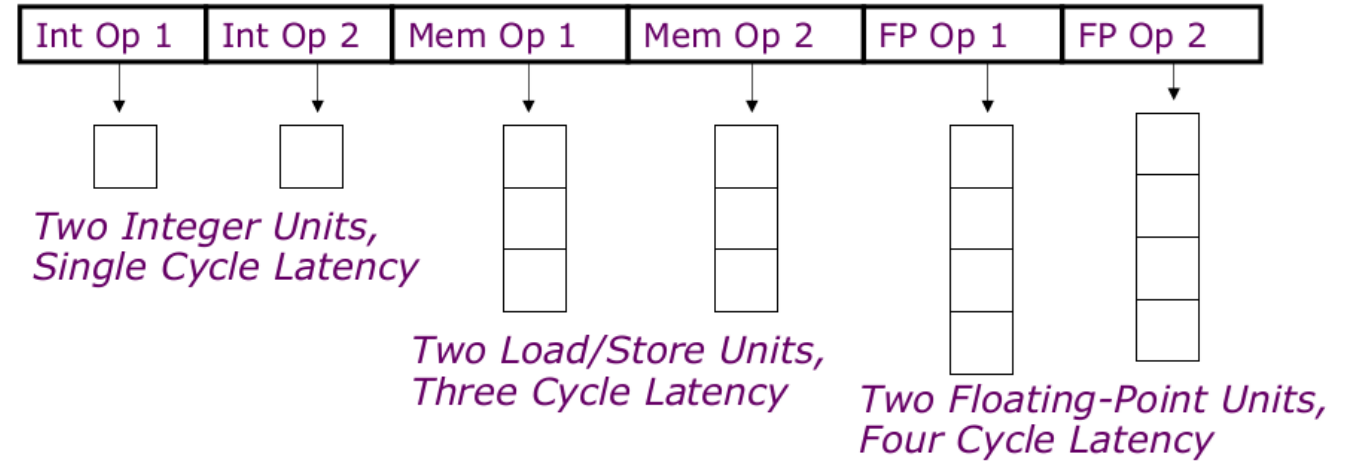 Int Op 1 Int Op 2 Mem Op 1 Mem Op 2 FP Op 1 FP Op 2
Two Integer Units,
Single Cycle Latency
Two Load/Store Units,
Three Cycle Latency
Two Floating-Point Units,
Four Cycle Latency